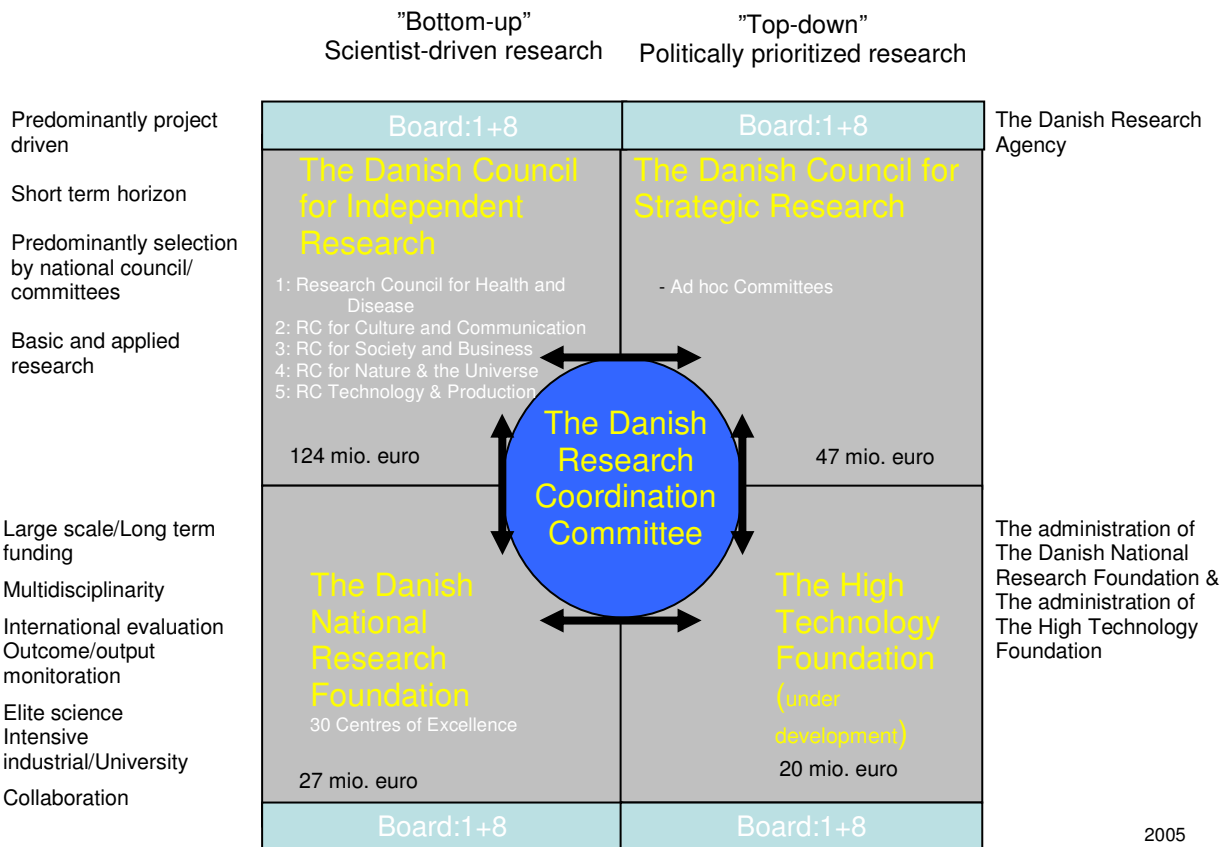 ”Bottom-up”
Scientist-driven research
”Top-down”
Politically prioritized research
Predominantly project
driven
Short term horizon
Predominantly selection
by national council/
committees
Basic and applied
research
Board:1+8
Board:1+8
The Danish Research
Agency
The Danish Council
for Independent
Research
1: Research Council for Health and
Disease
2: RC for Culture and Communication
3: RC for Society and Business
4: RC for Nature & the Universe
5: RC Technology & Production
124 mio. euro
The Danish Council for
Strategic Research
- Ad hoc Committees
47 mio. euro
The Danish
Research
Coordination
Committee
Large scale/Long term
funding
Multidisciplinarity
International evaluation
Outcome/output
monitoration
Elite science
Intensive
industrial/University
Collaboration
The Danish
National
Research
Foundation
30 Centres of Excellence
27 mio. euro
The High
Technology
Foundation
(under
development)
20 mio. euro
The administration of
The Danish National
Research Foundation &
The administration of
The High Technology
Foundation
Board:1+8
Board:1+8
2005